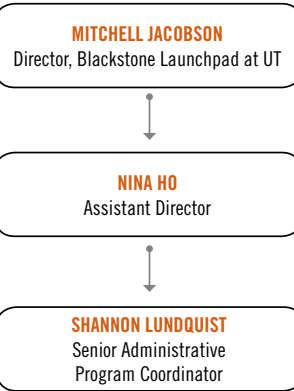 MITCHELL JACOBSON
Director, Blackstone Launchpad at UT
NINA HO
Assistant Director
SHANNON LUNDQUIST
Senior Administrative
Program Coordinator